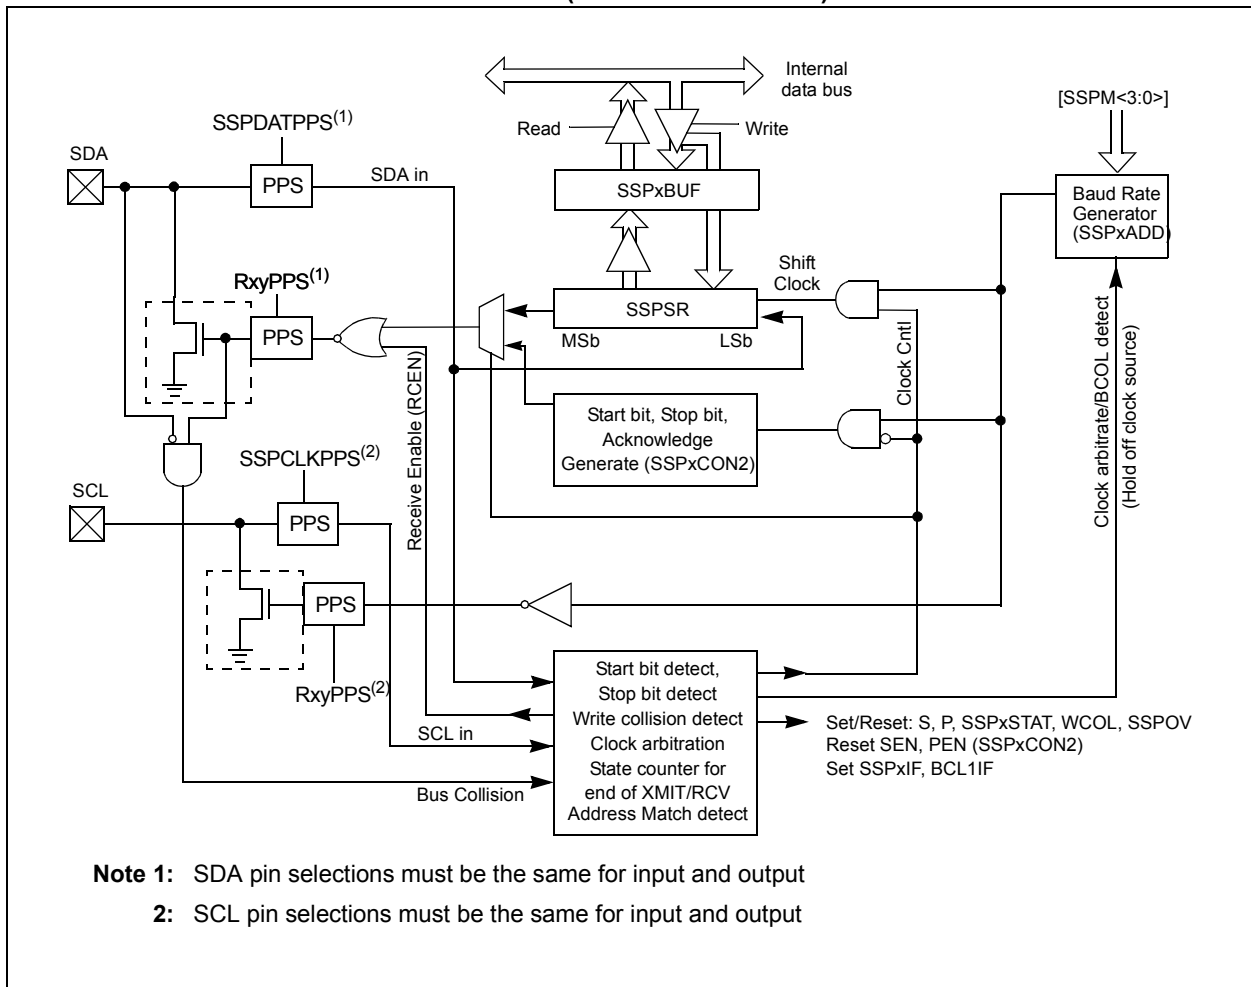 Internal
data bus
[SSPM<3:0>]
Read
Write
SSPDATPPS(1)
SDA
PPS
SDA in
SSPxBUF
Baud Rate
Generator
(SSPxADD)
RxyPPS(1)
Shift
Clock
PPS
SSPSR
MSb
LSb
Clock Cntl
Receive Enable (RCEN)
Start bit, Stop bit,
Acknowledge
Generate (SSPxCON2)
Clock arbitrate/BCOL detect
(Hold off clock source)
SSPCLKPPS(2)
SCL
PPS
PPS
RxyPPS(2)
Start bit detect,
Stop bit detect
Write collision detect
Clock arbitration
State counter for
end of XMIT/RCV
Address Match detect
SCL in
Bus Collision
Set/Reset: S, P, SSPxSTAT, WCOL, SSPOV
Reset SEN, PEN (SSPxCON2)
Set SSPxIF, BCL1IF
Note 1: SDA pin selections must be the same for input and output
2: SCL pin selections must be the same for input and output